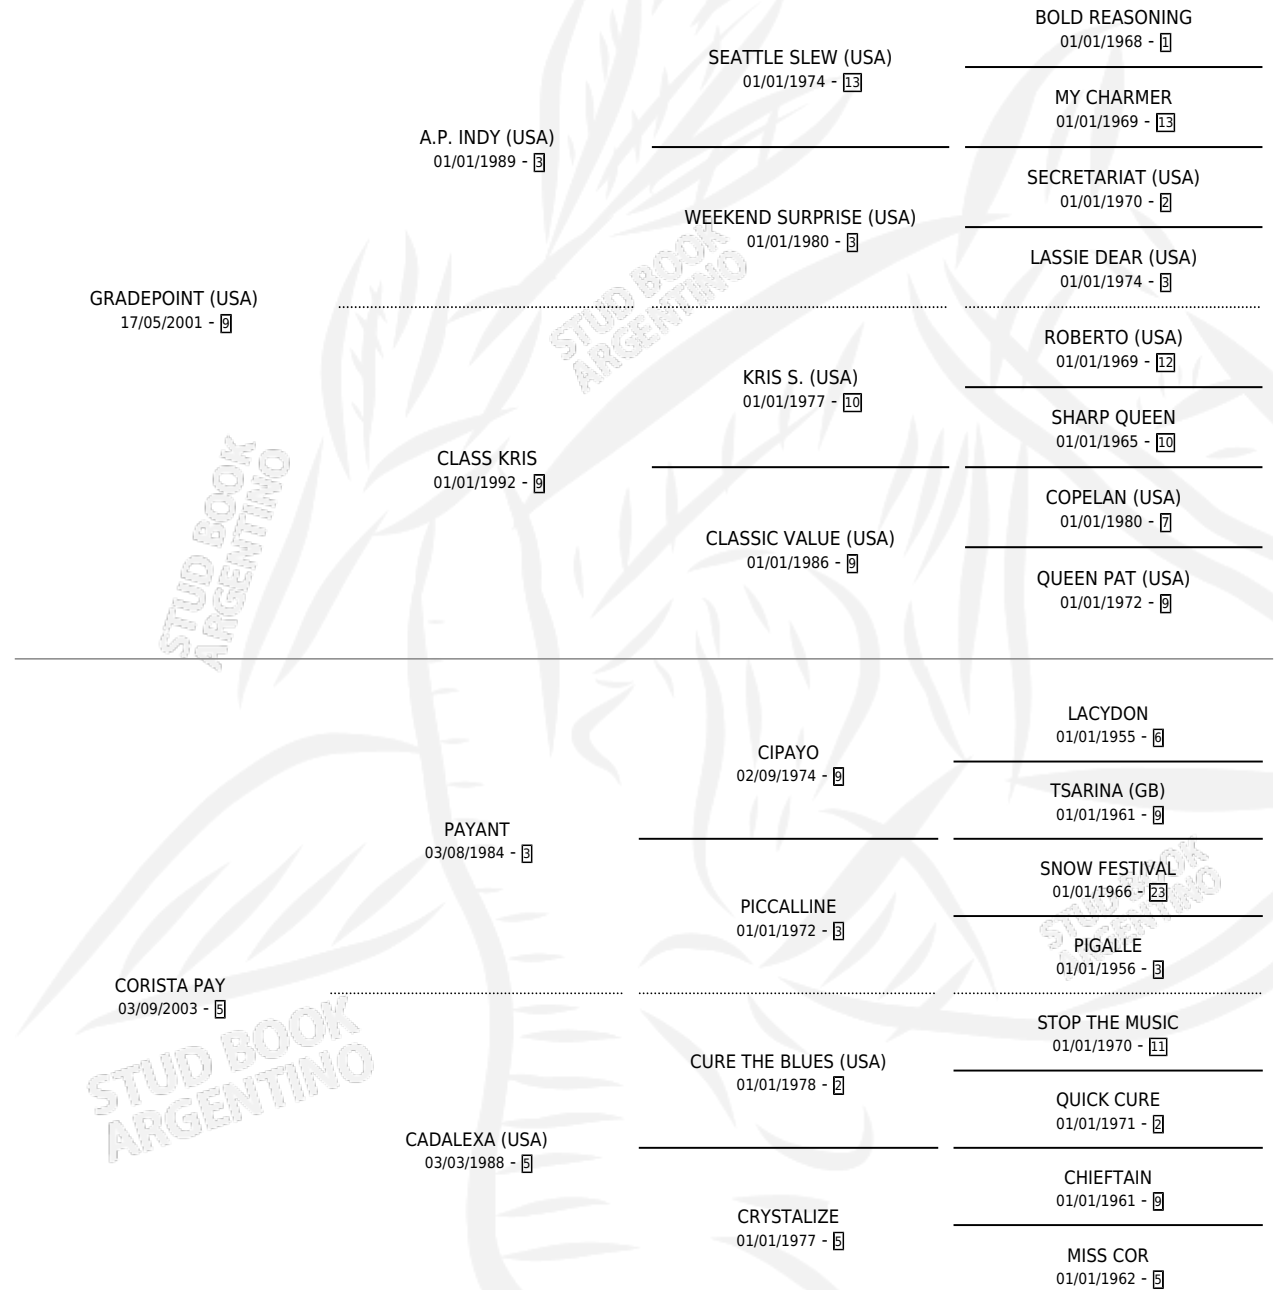 BOLD REASONING
01/01/1968 - 1
SEATTLE SLEW (USA)
01/01/1974 - 13
MY CHARMER
01/01/1969 - 13
A.P. INDY (USA)
01/01/1989 - 3
SECRETARIAT (USA)
01/01/1970 - 2
WEEKEND SURPRISE (USA)
01/01/1980 - 3
LASSIE DEAR (USA)
01/01/1974 - 3
GRADEPOINT (USA)
17/05/2001 - 9
ROBERTO (USA)
01/01/1969 - 12
KRIS S. (USA)
01/01/1977 - 10
SHARP QUEEN
01/01/1965 - 10
CLASS KRIS
01/01/1992 - 9
COPELAN (USA)
01/01/1980 - 7
CLASSIC VALUE (USA)
01/01/1986 - 9
QUEEN PAT (USA)
01/01/1972 - 9
LACYDON
01/01/1955 - 6
CIPAYO
02/09/1974 - 9
TSARINA (GB)
01/01/1961 - 9
PAYANT
03/08/1984 - 3
SNOW FESTIVAL
01/01/1966 - 23
PICCALLINE
01/01/1972 - 3
PIGALLE
01/01/1956 - 3
CORISTA PAY
03/09/2003 - 5
STOP THE MUSIC
01/01/1970 - 11
CURE THE BLUES (USA)
01/01/1978 - 2
QUICK CURE
01/01/1971 - 2
CADALEXA (USA)
03/03/1988 - 5
CHIEFTAIN
01/01/1961 - 9
CRYSTALIZE
01/01/1977 - 5
MISS COR
01/01/1962 - 5
STUD BOOK
ARGENTINO
STUD BOOK
ARGENTINO
STUD BOOK
ARGENTINO
STUD BOOK
ARGENTINO